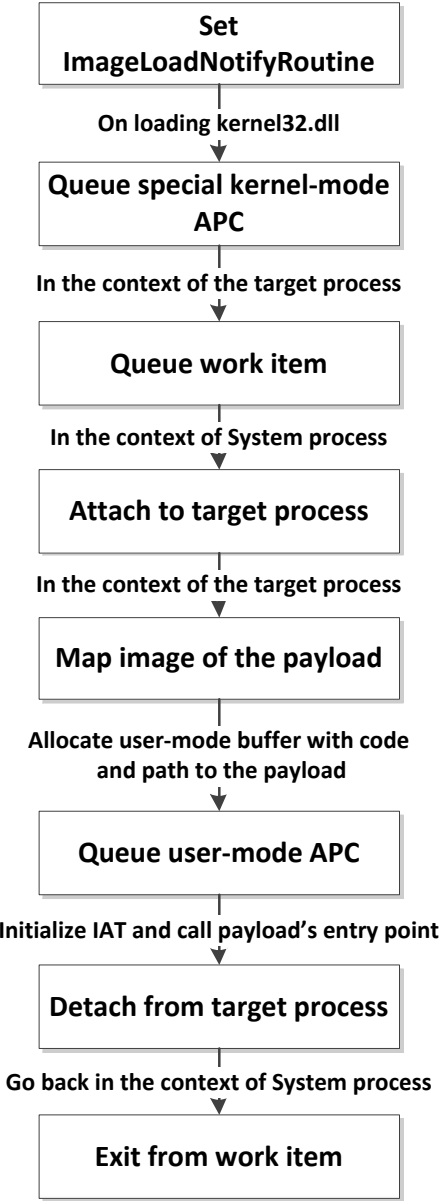 Set
ImageLoadNotifyRoutine
On loading kernel32.dll
Queue special kernel-mode
APC
In the context of the target process
Queue work item
In the context of System process
Attach to target process
In the context of the target process
Map image of the payload
Allocate user-mode buffer with code
and path to the payload
Queue user-mode APC
Initialize IAT and call payload's entry point
Detach from target process
Go back in the context of System process
Exit from work item